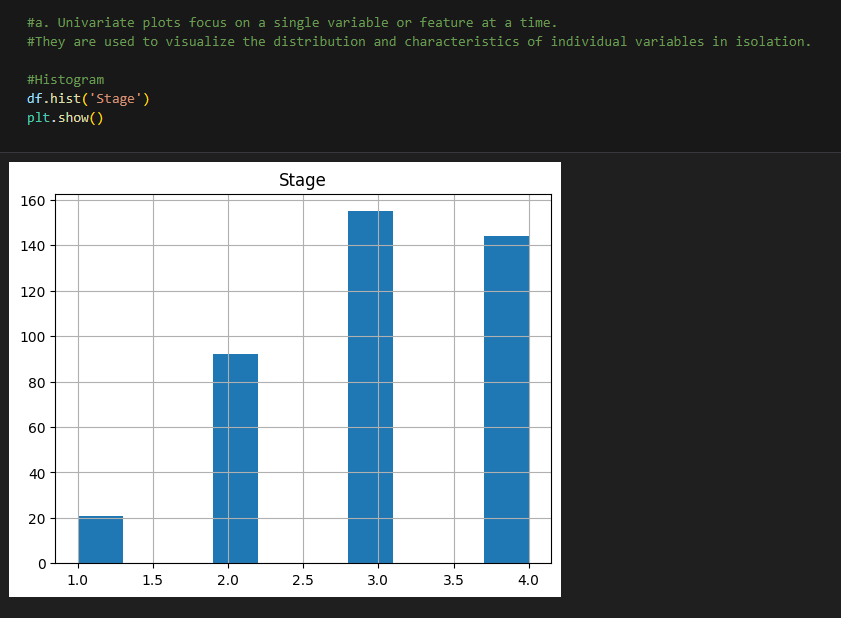 #a. Univariate plots focus on a single variable or feature at a time.
#They are used to visualize the distribution and characteristics of individual variables in isolation.
#Histogram
df.hist('Stage')
plt.show()
Stage
160
140
120
100
80
60
40
20
0
1.0 1.5 2.0 2.5 3.0 3.5 4.0